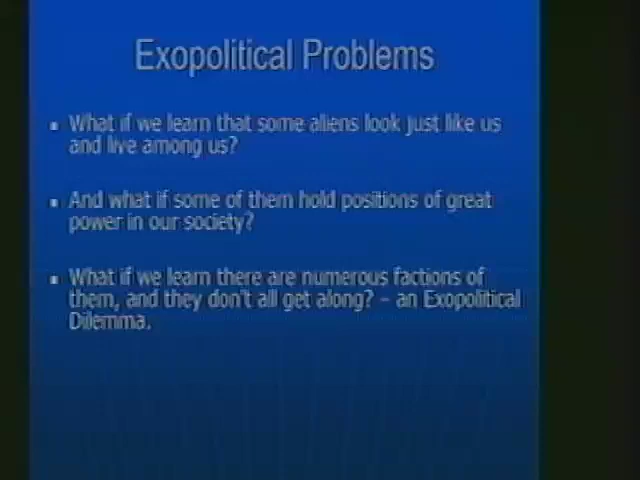 Exopolitical Problems
▪ What if we learn that some aliens look just like us
and live among us?
▪ And what if some of them hold positions of great
power in our society?
▪ What if we learn there are numerous factions of
them, and they don't all get along? – an Exopolitical
Dilemma.